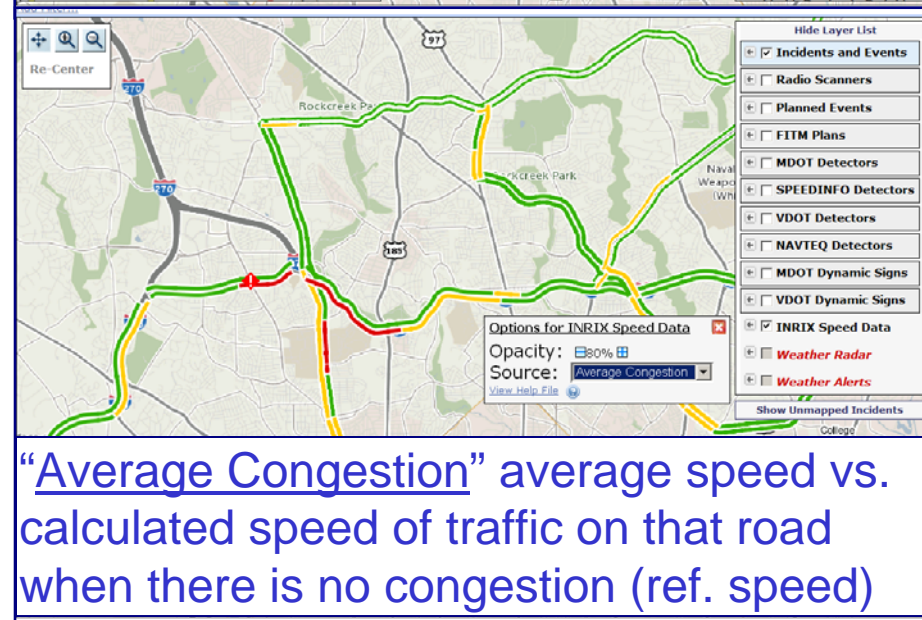 97
Hide Layer List
Re-Center
Incidents and Events
Radio Scanners
270
Planned Events
Rockcreek Pa
FITM Plans
MDOT Detectors
rkcreek Park
Naval
Weapo
(Whi
SPEEDINFO Detectors
270
VDOT Detectors
NAVTEQ Detectors
185
MDOT Dynamic Signs
VDOT Dynamic Signs
Options for INRIX Speed Data
INRIX Speed Data
Opacity: 80%
Weather Radar
Source: Average Congestion
View Help File
Weather Alerts
Show Unmapped Incidents
College
“Average Congestion” average speed vs.
calculated speed of traffic on that road
when there is no congestion (ref. speed)